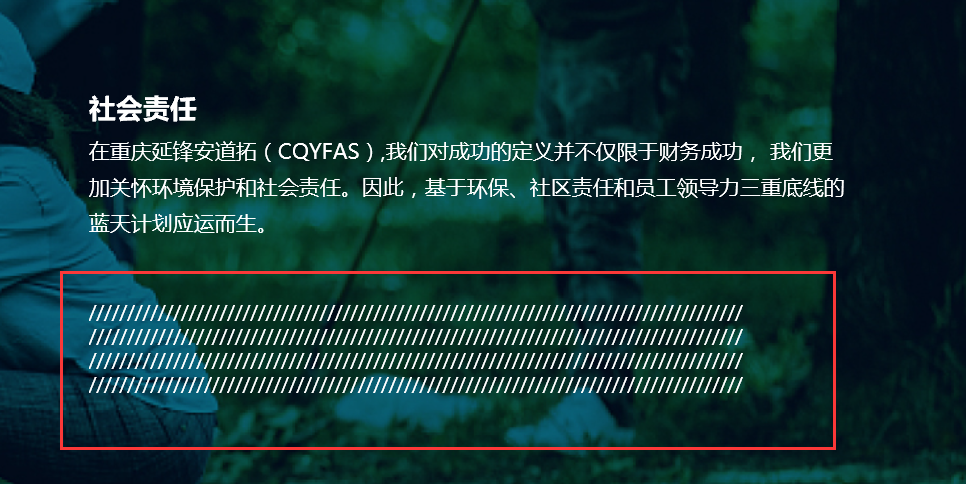 社会责任
在重庆延锋安道拓（CQYFAS）,我们对成功的定义并不仅限于财务成功， 我们更
加关怀环境保护和社会责任。因此，基于环保、社区责任和员工领导力三重底线的
蓝天计划应运而生。
/////////////////////////////////////////////////////////////////////////////////////
/////////////////////////////////////////////////////////////////////////////////////
/////////////////////////////////////////////////////////////////////////////////////
/////////////////////////////////////////////////////////////////////////////////////